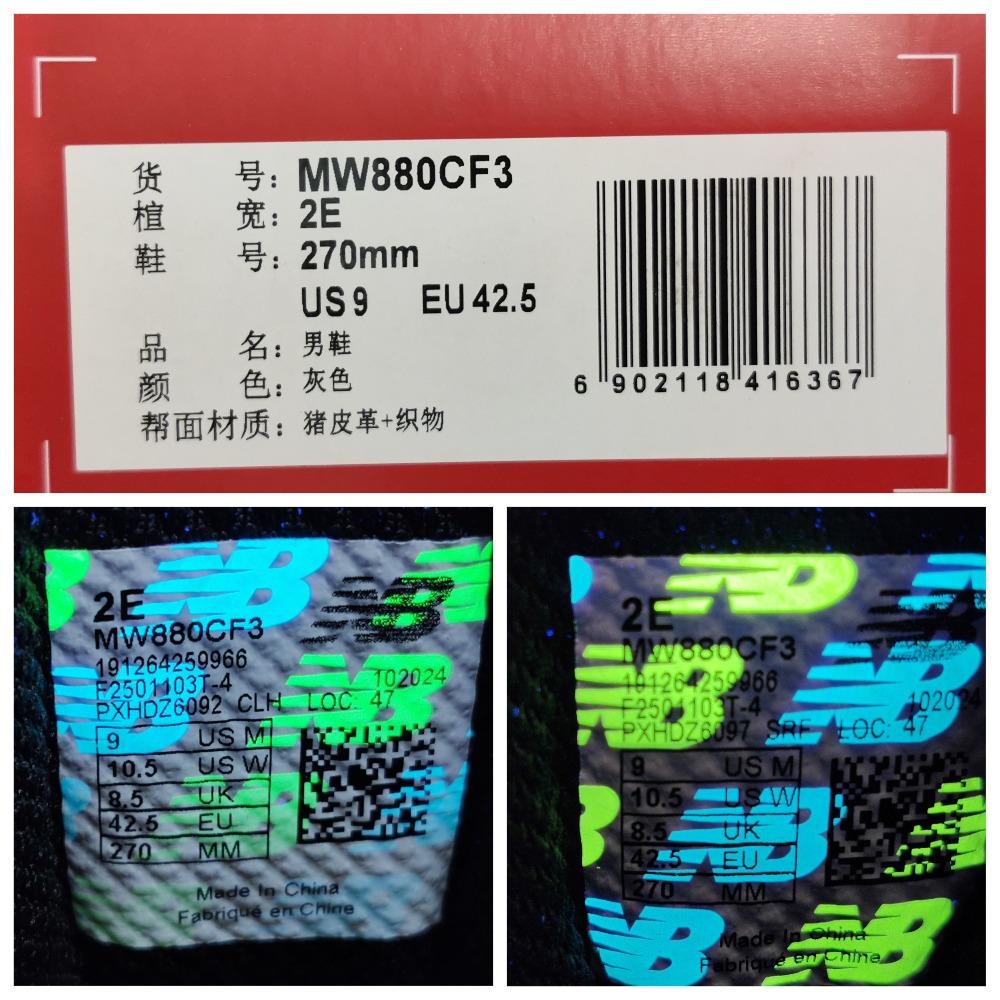 货 号：MW880CF3
楦 宽：2E
鞋 号：270mm
US 9 EU 42.5
品 名：男鞋
颜 色：灰色
帮面材质：猪皮革+织物
6 902118 416367
2E
MW880CF3
191264259966
F2501103T-4 102024
PXHDZ6092 CLH LOC: 47
9 US M
10.5 US W
8.5 UK
42.5 EU
270 MM
Made In China
Fabriqué en Chine
2E
MW880CF3
191264259966
F2501103T-4 102024
PXHDZ6097 SRF LOC: 47
9 US M
10.5 US W
8.5 UK
42.5 EU
270 MM
Made In China
Fabriqué en Chine